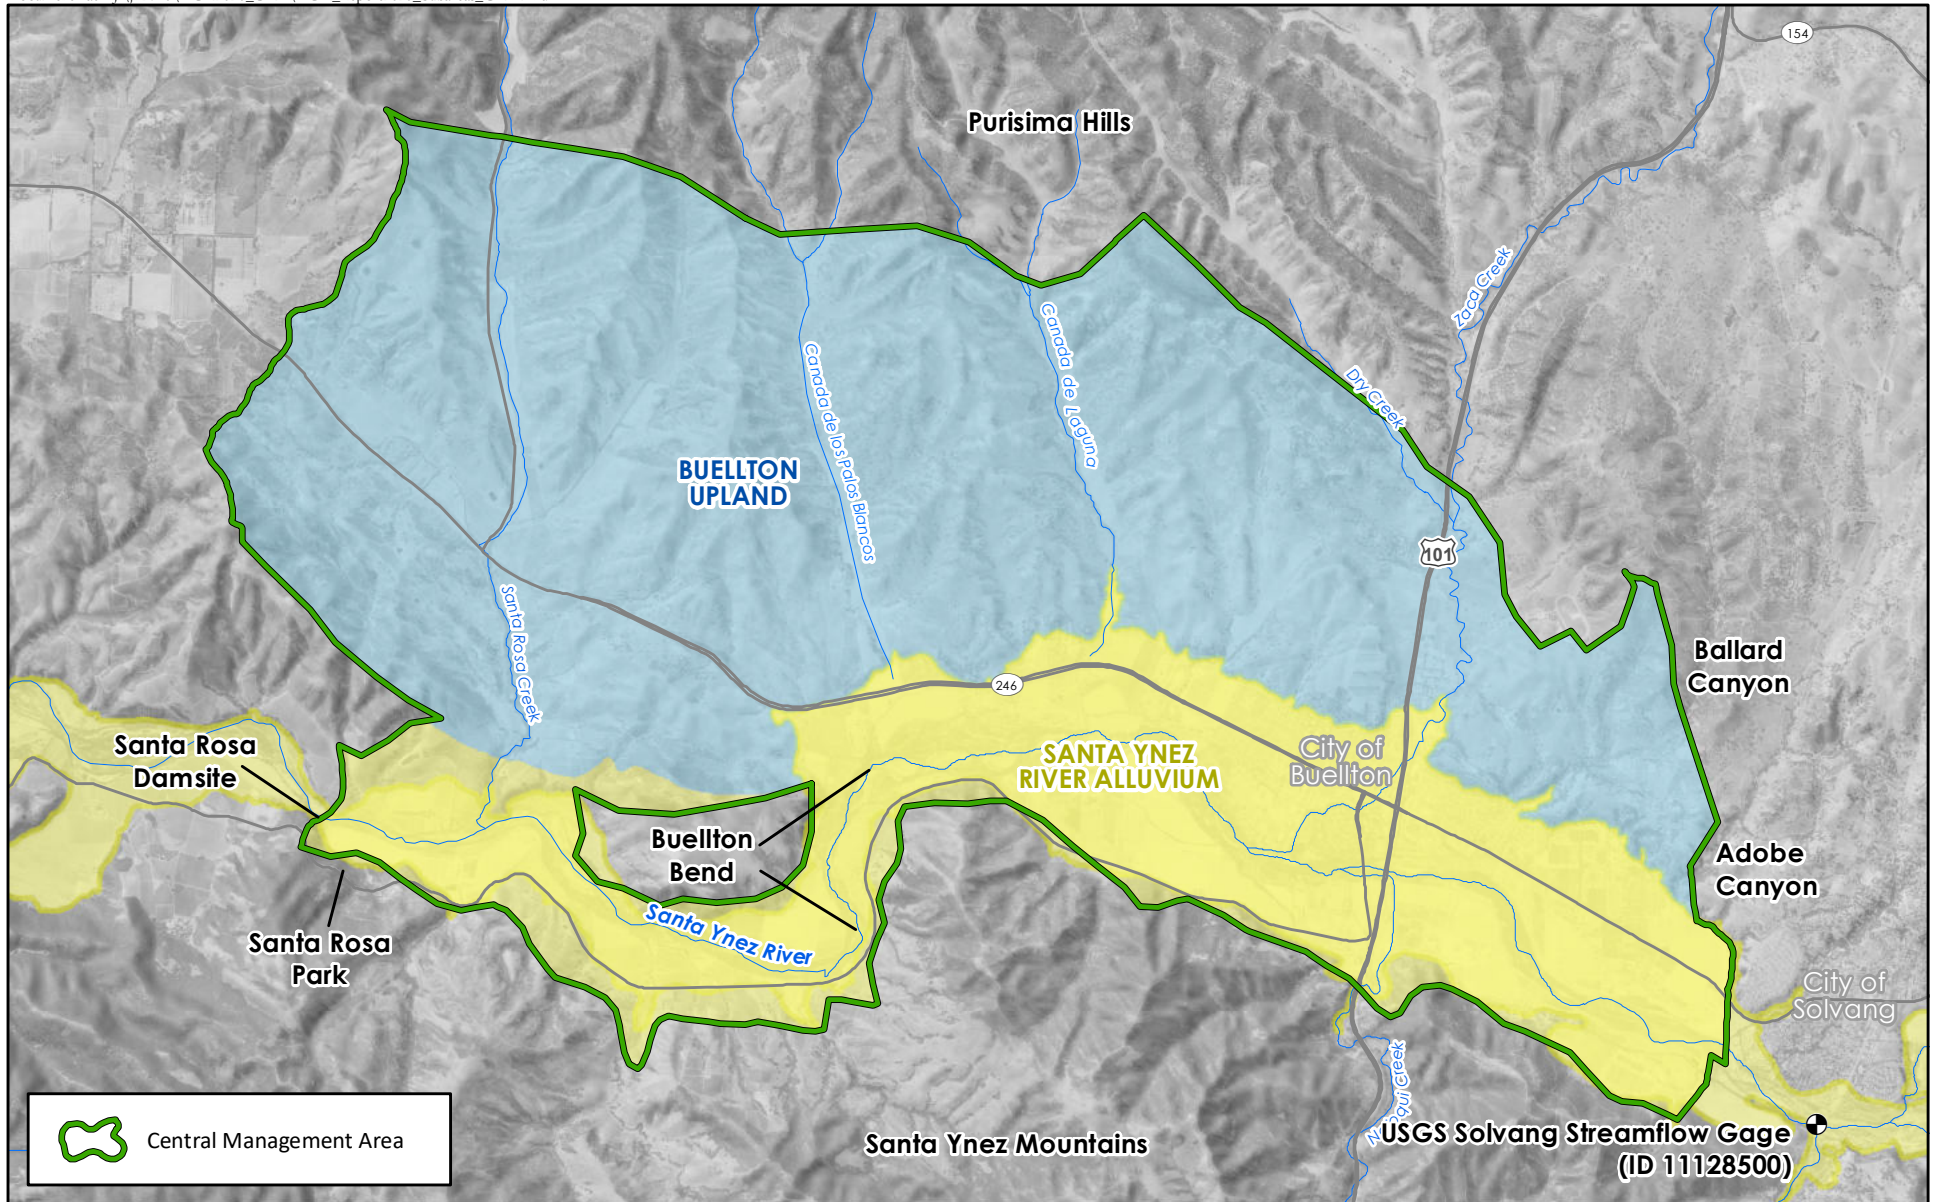 154
Purisima Hills
Zaca Creek
Canada de Laguna
Canada de los Palos Blancos
Dry Creek
BUELLTON
UPLAND
101
Santa Rosa Creek
Ballard
Canyon
246
Santa Rosa
Damsite
SANTA YNEZ
RIVER ALLUVIUM
City of
Buellton
Buellton
Bend
Adobe
Canyon
Santa Ynez River
Santa Rosa
Park
City of
Solvang
Creek
Central Management Area
Santa Ynez Mountains
USGS Solvang Streamflow Gage
(ID 11128500)